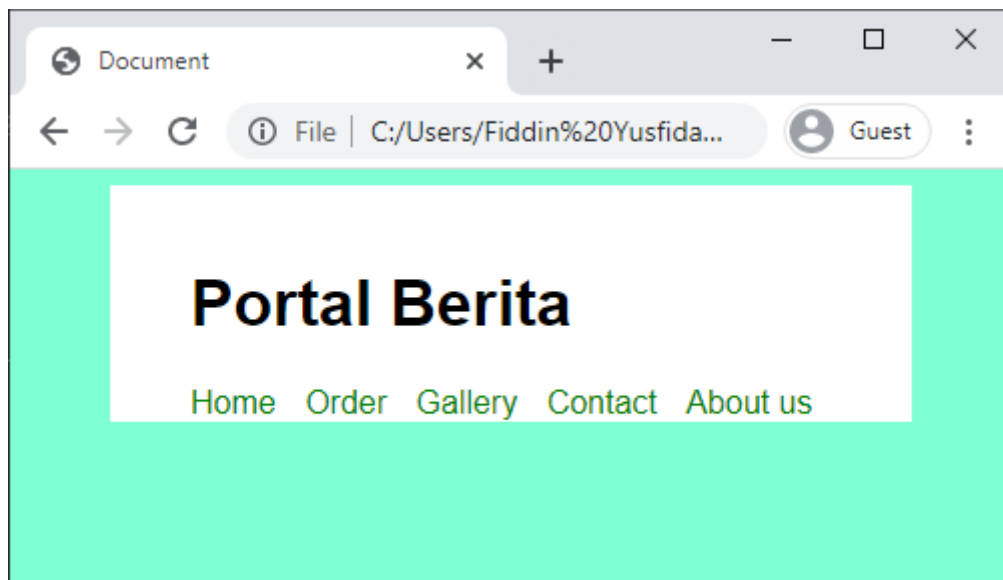 Document
File C:/Users/Fiddin%20Yusfida... Guest
Portal Berita
Home Order Gallery Contact About us